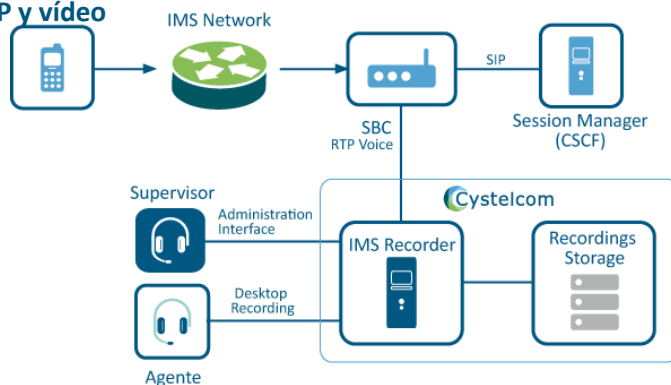 P y vídeo
IMS Network
SIP
SBC
RTP Voice
Session Manager
(CSCF)
Cystelcom
Supervisor
Administration
Interface
IMS Recorder
Recordings
Storage
Desktop
Recording
Agente